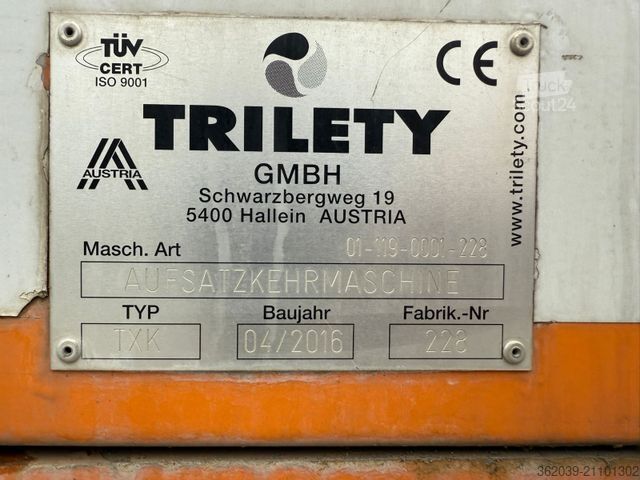 TÜV
CERT
ISO 9001
CE
TRILETY
GMBH
Schwarzbergweg 19
5400 Hallein AUSTRIA
AUSTRIA
www.trilety.com
Masch. Art
01-119-0001-228
AUFSATZKEHRMASCHINE
TYP Baujahr Fabrik.-Nr
TXK 04/2016 228
362039-21101302